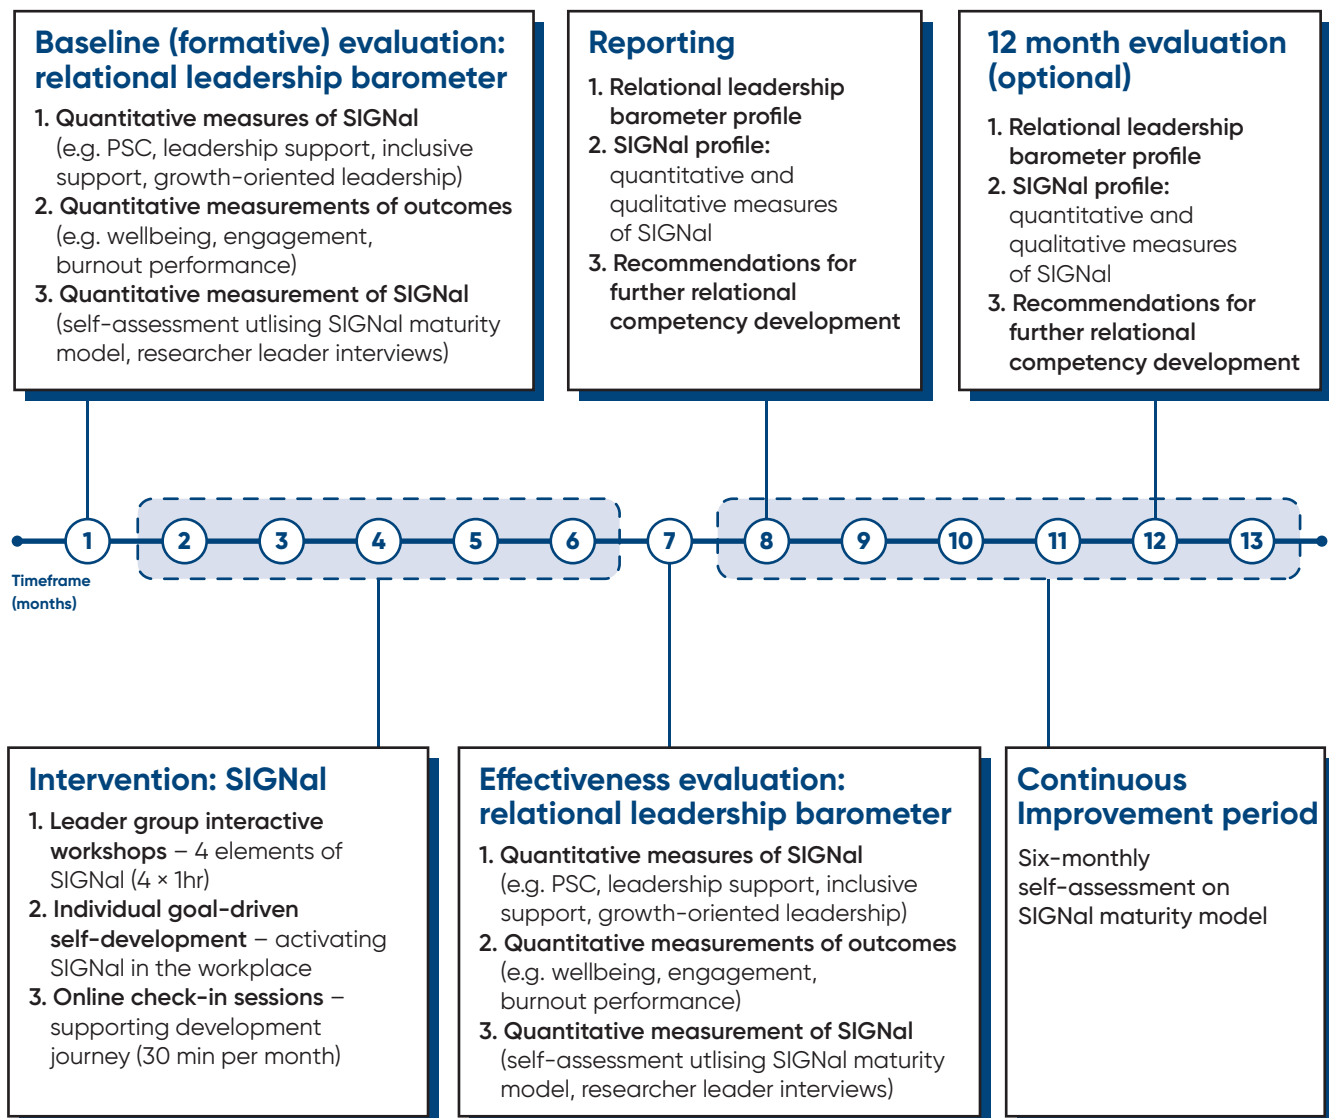 Baseline (formative) evaluation:
relational leadership barometer
1. Quantitative measures of SIGNal
(e.g. PSC, leadership support, inclusive
support, growth-oriented leadership)
2. Quantitative measurements of outcomes
(e.g. wellbeing, engagement,
burnout performance)
3. Quantitative measurement of SIGNal
(self-assessment utlising SIGNal maturity
model, researcher leader interviews)
Reporting
1. Relational leadership
barometer profile
2. SIGNal profile:
quantitative and
qualitative measures
of SIGNal
3. Recommendations for
further relational
competency development
12 month evaluation
(optional)
1. Relational leadership
barometer profile
2. SIGNal profile:
quantitative and
qualitative measures
of SIGNal
3. Recommendations for
further relational
competency development
1 2 3 4 5 6 7 8 9 10 11 12 13
Timeframe
(months)
Intervention: SIGNal
1. Leader group interactive
workshops – 4 elements of
SIGNal (4 × 1hr)
2. Individual goal-driven
self-development – activating
SIGNal in the workplace
3. Online check-in sessions –
supporting development
journey (30 min per month)
Effectiveness evaluation:
relational leadership barometer
1. Quantitative measures of SIGNal
(e.g. PSC, leadership support, inclusive
support, growth-oriented leadership)
2. Quantitative measurements of outcomes
(e.g. wellbeing, engagement,
burnout performance)
3. Quantitative measurement of SIGNal
(self-assessment utlising SIGNal maturity
model, researcher leader interviews)
Continuous
Improvement period
Six-monthly
self-assessment on
SIGNal maturity model